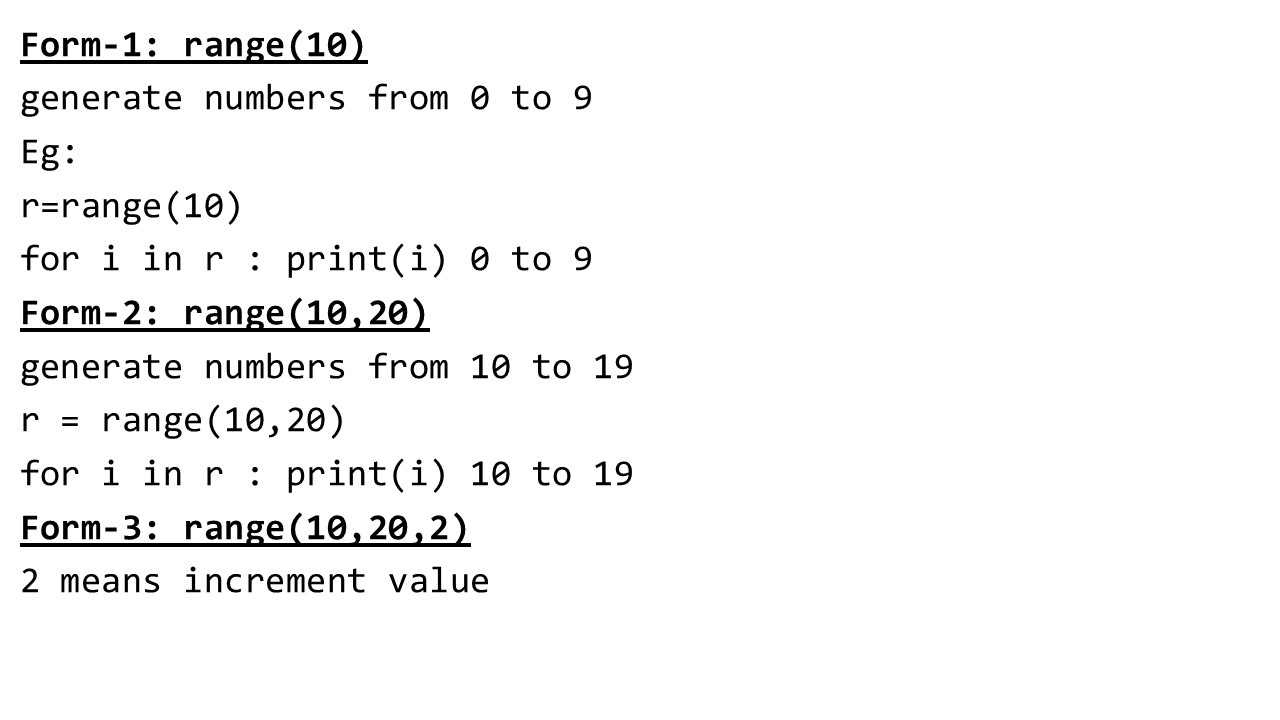 Form-1: range(10)
generate numbers from 0 to 9
Eg:
r=range(10)
for i in r : print(i) 0 to 9
Form-2: range(10,20)
generate numbers from 10 to 19
r = range(10,20)
for i in r : print(i) 10 to 19
Form-3: range(10,20,2)
2 means increment value